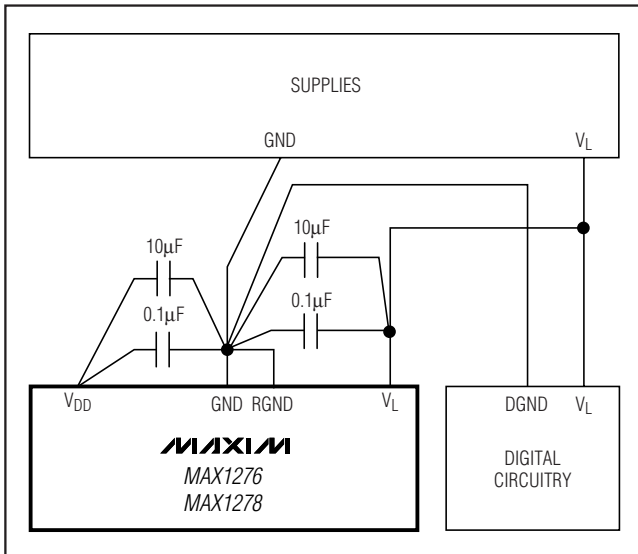 SUPPLIES
GND VL
10μF
10μF
0.1μF
0.1μF
VDD GND RGND VL
DGND VL
MAXIM
MAX1276
MAX1278
DIGITAL
CIRCUITRY